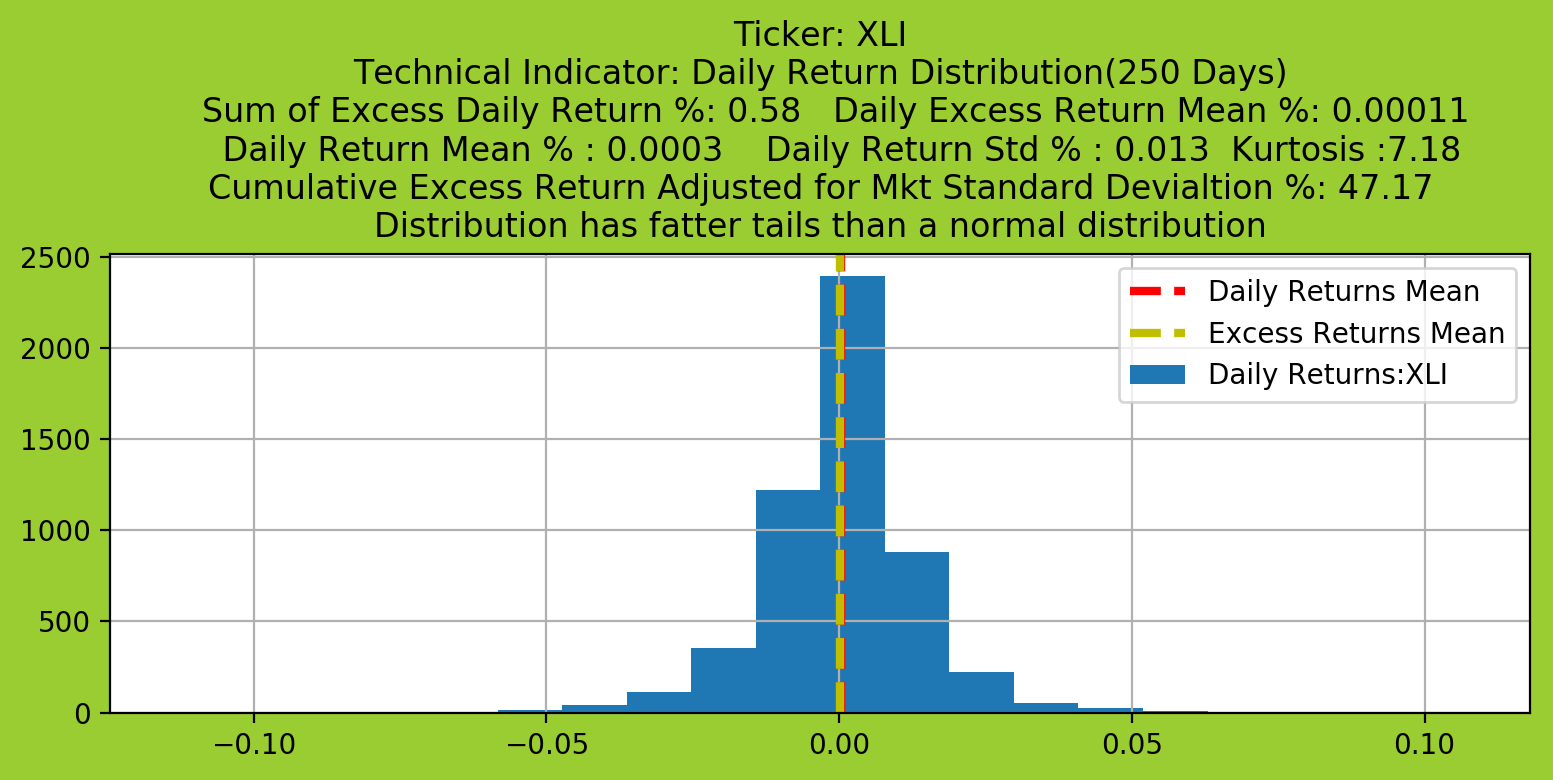 Ticker: XLI
Technical Indicator: Daily Return Distribution(250 Days)
Sum of Excess Daily Return %: 0.58   Daily Excess Return Mean %: 0.00011
Daily Return Mean % : 0.0003    Daily Return Std % : 0.013  Kurtosis :7.18
Cumulative Excess Return Adjusted for Mkt Standard Devialtion %: 47.17
Distribution has fatter tails than a normal distribution
2500
2000
1500
1000
500
0
Daily Returns Mean
Excess Returns Mean
Daily Returns:XLI
−0.10
−0.05
0.00
0.05
0.10